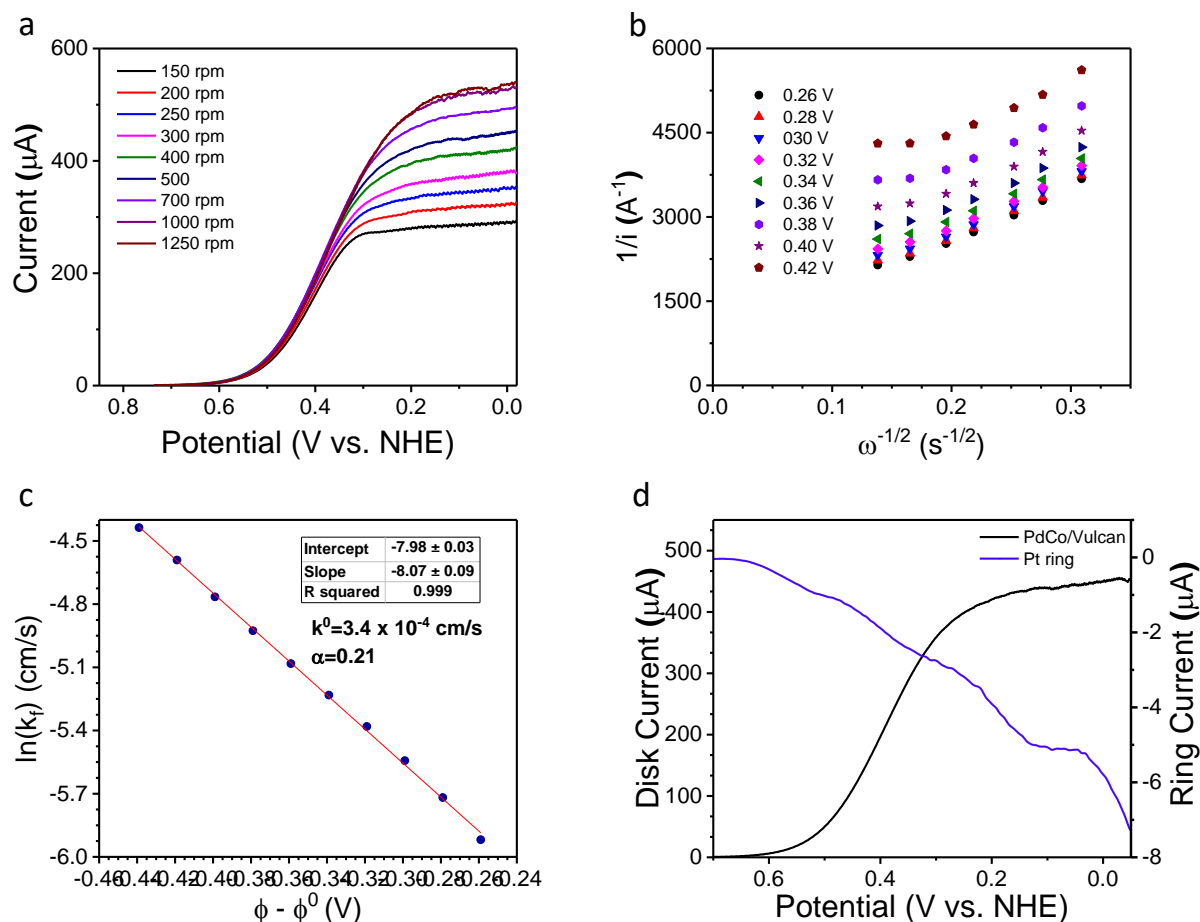 a
600
400
200
0
Current (μA)
150 rpm
200 rpm
250 rpm
300 rpm
400 rpm
500
700 rpm
1000 rpm
1250 rpm
0.8 0.6 0.4 0.2 0.0
Potential (V vs. NHE)
b
6000
4500
3000
1500
0
1/i (A⁻¹)
0.26 V
0.28 V
030 V
0.32 V
0.34 V
0.36 V
0.38 V
0.40 V
0.42 V
0.0 0.1 0.2 0.3
ω⁻¹/² (s⁻¹/²)
c
-4.5
-4.8
-5.1
-5.4
-5.7
-6.0
ln(k_f) (cm/s)
Intercept -7.98 ± 0.03
Slope -8.07 ± 0.09
R squared 0.999
k⁰=3.4 x 10⁻⁴ cm/s
α=0.21
-0.46 -0.44 -0.42 -0.40 -0.38 -0.36 -0.34 -0.32 -0.30 -0.28 -0.26 -0.24
ϕ - ϕ⁰ (V)
d
500
400
300
200
100
0
Disk Current (μA)
PdCo/Vulcan
Pt ring
0
-2
-4
-6
-8
Ring Current (μA)
0.6 0.4 0.2 0.0
Potential (V vs. NHE)